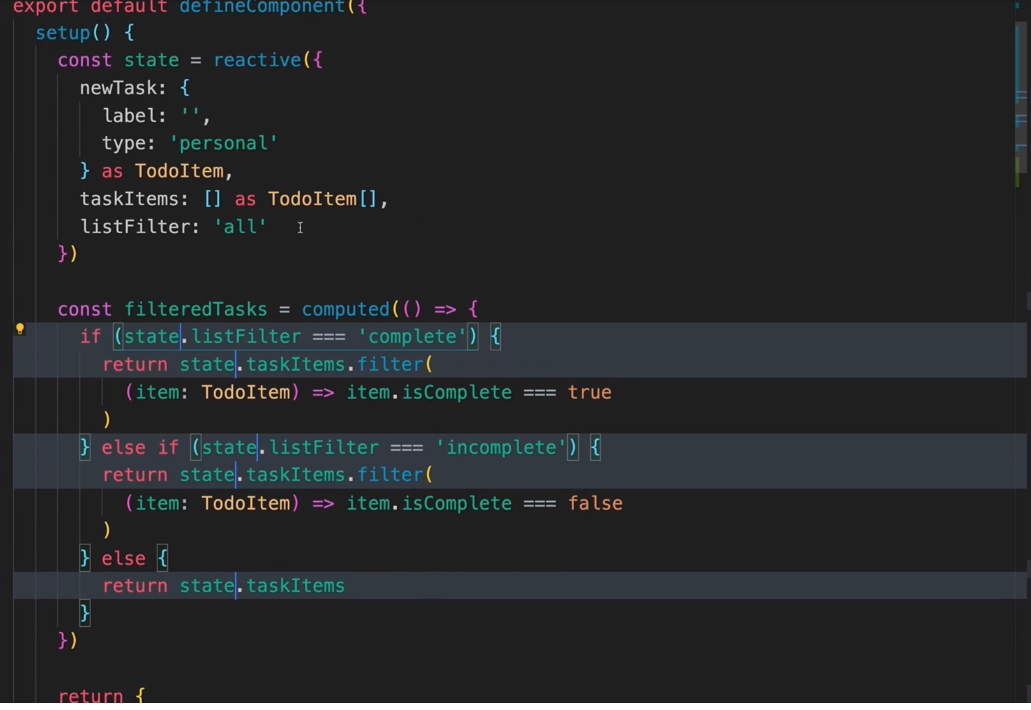 export default defineComponent({
setup() {
const state = reactive({
newTask: {
label: '',
type: 'personal'
} as TodoItem,
taskItems: [] as TodoItem[],
listFilter: 'all'
})
const filteredTasks = computed(() => {
if (state.listFilter === 'complete') {
return state.taskItems.filter(
(item: TodoItem) => item.isComplete === true
)
} else if (state.listFilter === 'incomplete') {
return state.taskItems.filter(
(item: TodoItem) => item.isComplete === false
)
} else {
return state.taskItems
}
})
return {